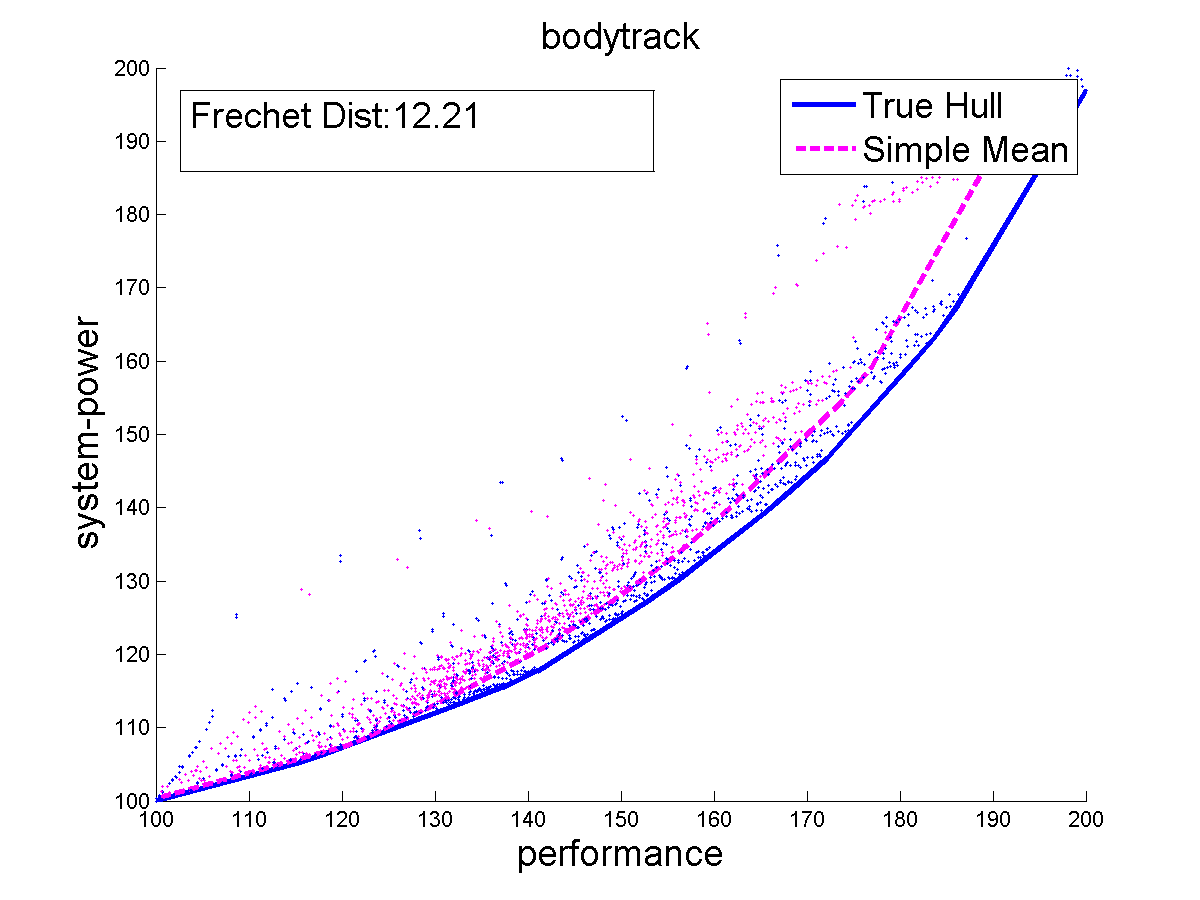 bodytrack
Frechet Dist:12.21
True Hull
Simple Mean
200
190
180
170
160
150
140
130
120
110
100
system-power
100 110 120 130 140 150 160 170 180 190 200
performance